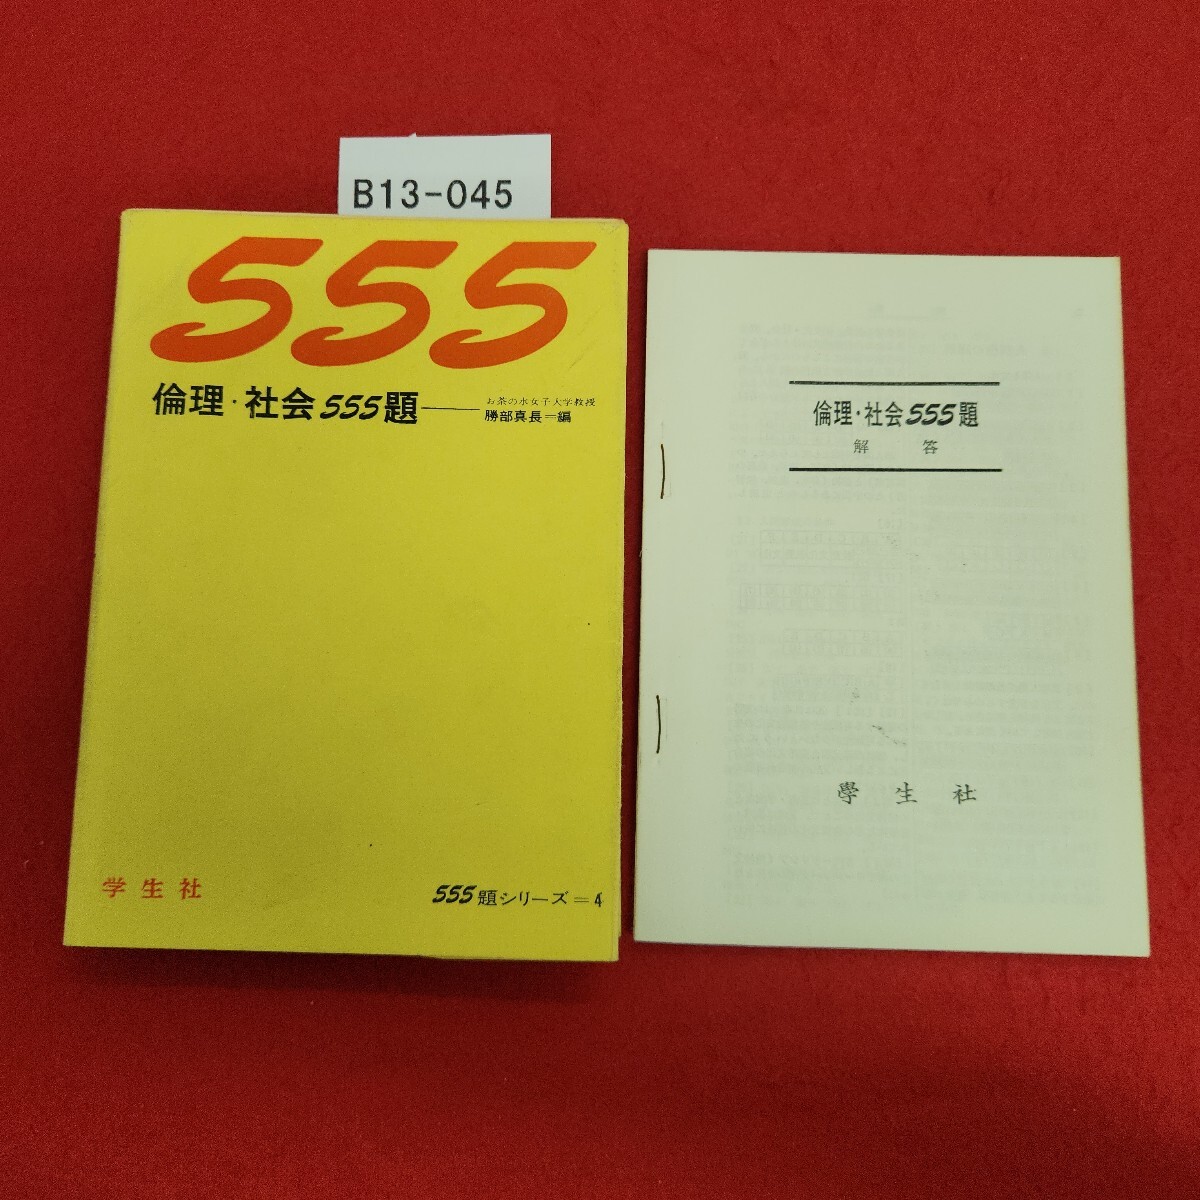 B13-045
555
倫理・社会555題
お茶の水女子大学教授
勝部真長=編
学生社
555題シリーズ=4
倫理・社会555題
解答
學生社